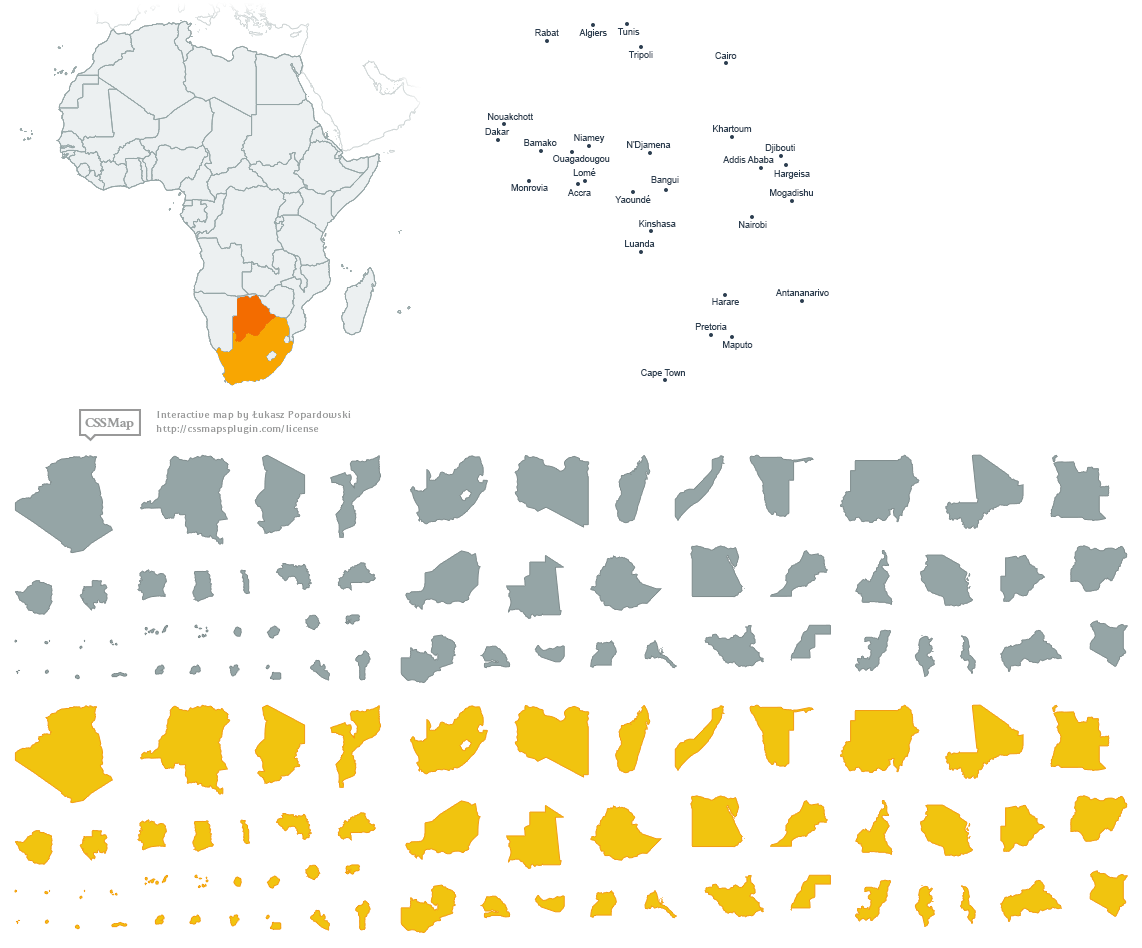 Rabat
Algiers
Tunis
Tripoli
Cairo
Nouakchott
Dakar
Bamako
Niamey
Ouagadougou
N'Djamena
Khartoum
Djibouti
Addis Ababa
Hargeisa
Monrovia
Lomé
Accra
Bangui
Yaoundé
Mogadishu
Kinshasa
Nairobi
Luanda
Harare
Antananarivo
Pretoria
Maputo
Cape Town
CSSMap
Interactive map by Łukasz Popardowski
http://cssmapsplugin.com/license